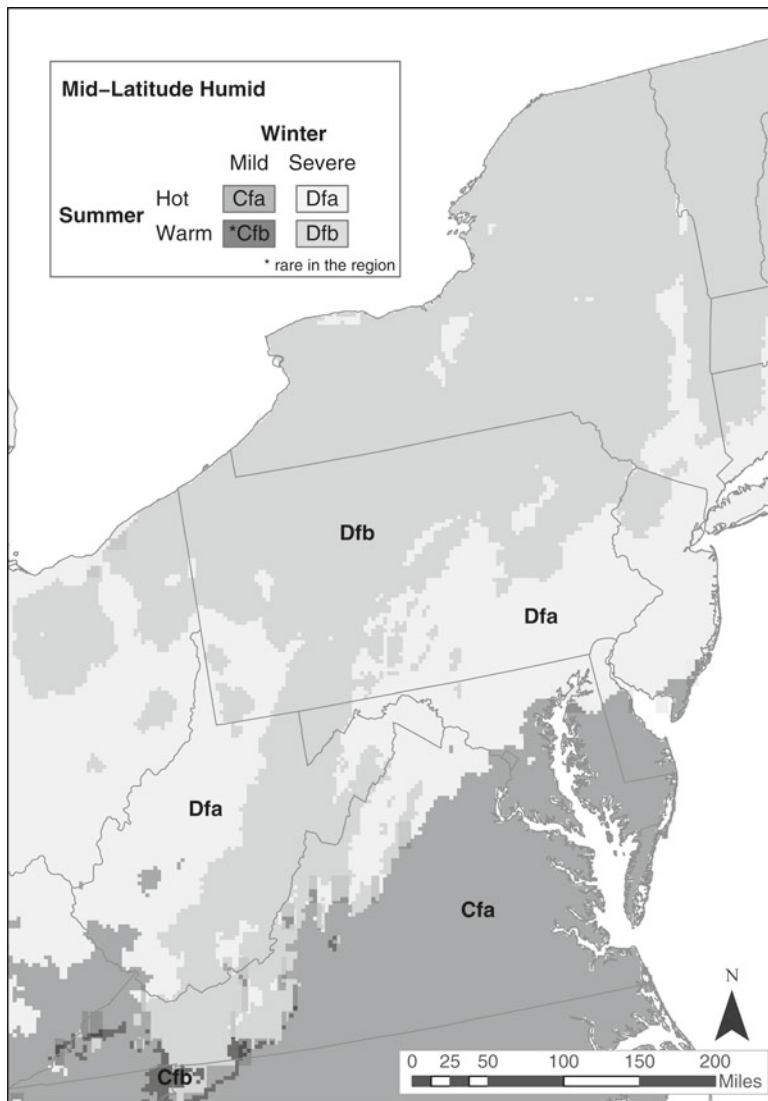 Mid–Latitude Humid
Winter
Mild Severe
Hot Cfa Dfa
Summer
Warm *Cfb Dfb
* rare in the region
Dfb
Dfa
Dfa
Cfa
N
Cfb
0 25 50 100 150 200
Miles